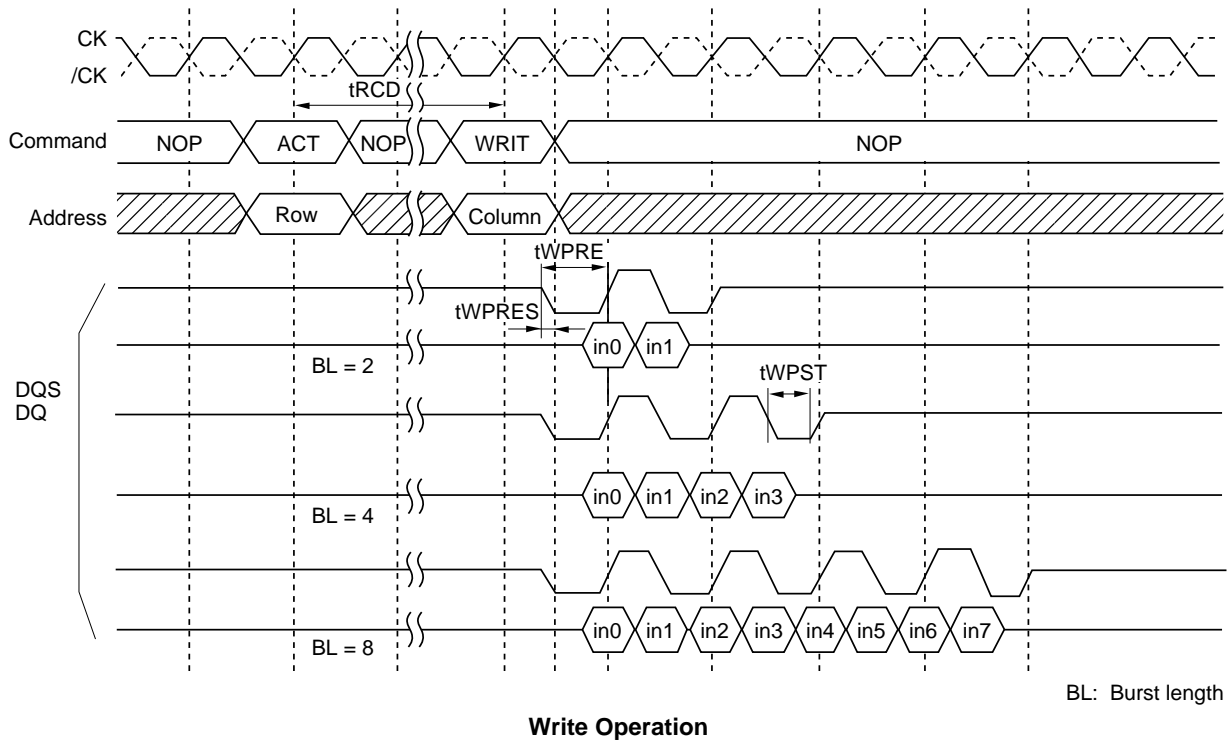 CK
/CK
tRCD
Command NOP ACT NOP WRIT NOP
Address Row Column
tWPRE
tWPRES
in0 in1
BL = 2
tWPST
DQS
DQ
in0 in1 in2 in3
BL = 4
in0 in1 in2 in3 in4 in5 in6 in7
BL = 8
BL: Burst length
Write Operation